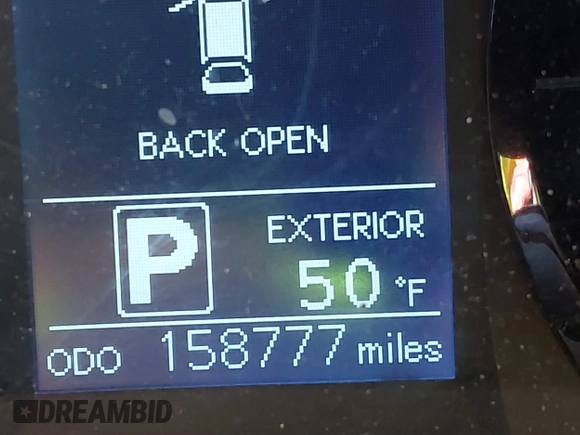 BACK OPEN
P
EXTERIOR
50 °F
ODO 158777 miles
DREAMBID